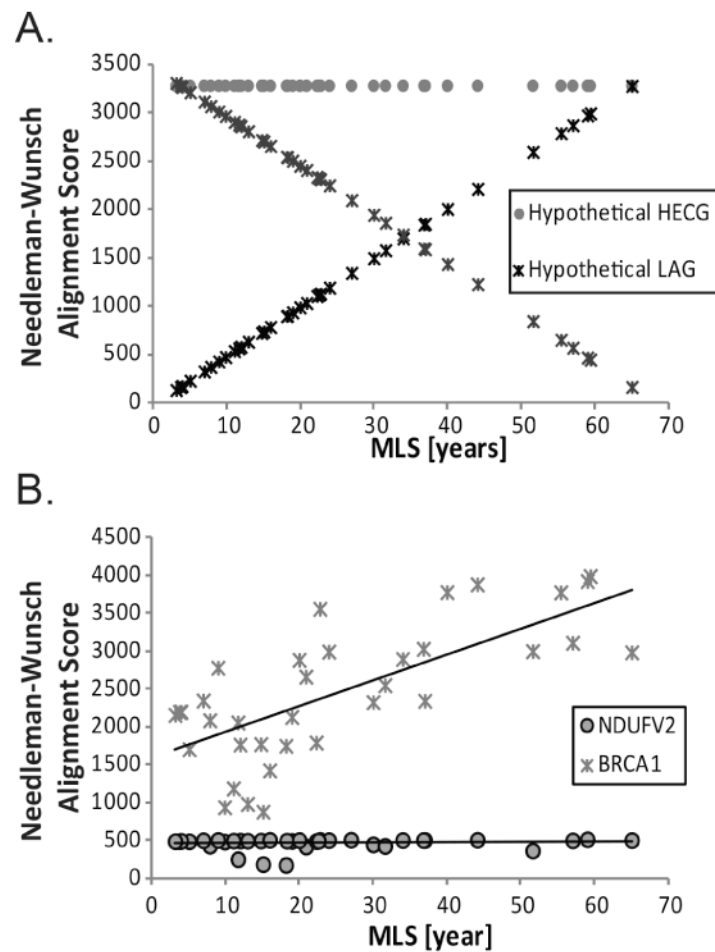 A.
Needleman-Wunsch
Alignment Score
3500
3000
2500
2000
1500
1000
500
0
0 10 20 30 40 50 60 70
MLS [years]
Hypothetical HECG
Hypothetical LAG
B.
Needleman-Wunsch
Alignment Score
4500
4000
3500
3000
2500
2000
1500
1000
500
0
0 10 20 30 40 50 60 70
MLS [year]
NDUFV2
BRCA1